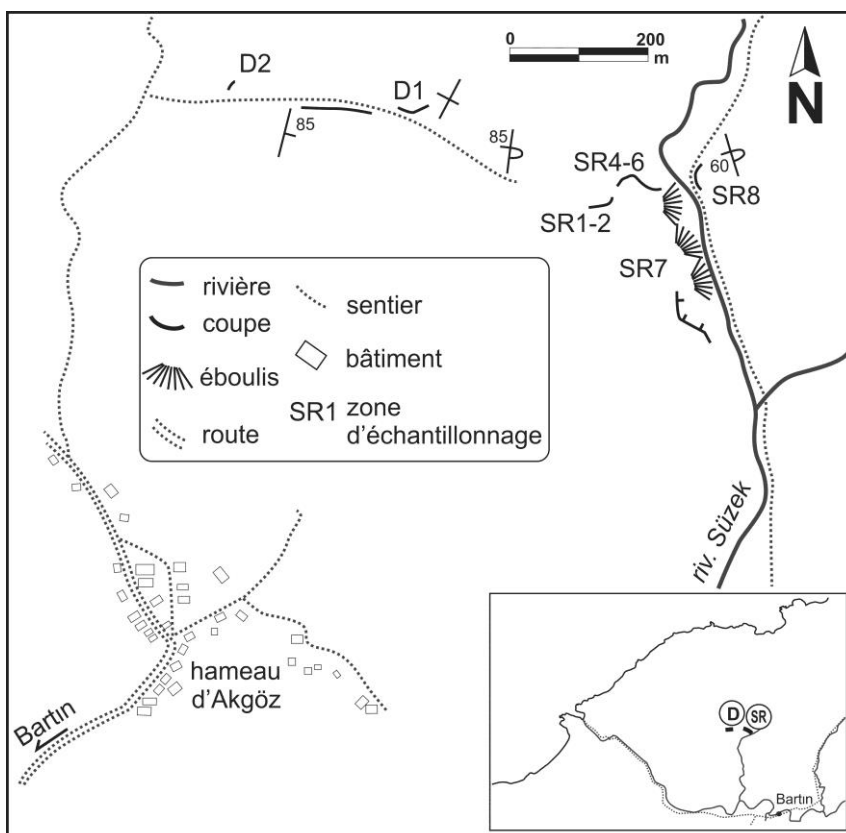 0 200
m
N
D2
D1
85
85
SR4-6
60
SR8
SR1-2
SR7
rivière
coupe
éboulis
route
sentier
bâtiment
SR1 zone
d'échantillonnage
riv. Süzek
hameau
d'Akgöz
Bartın
D
SR
Bartın